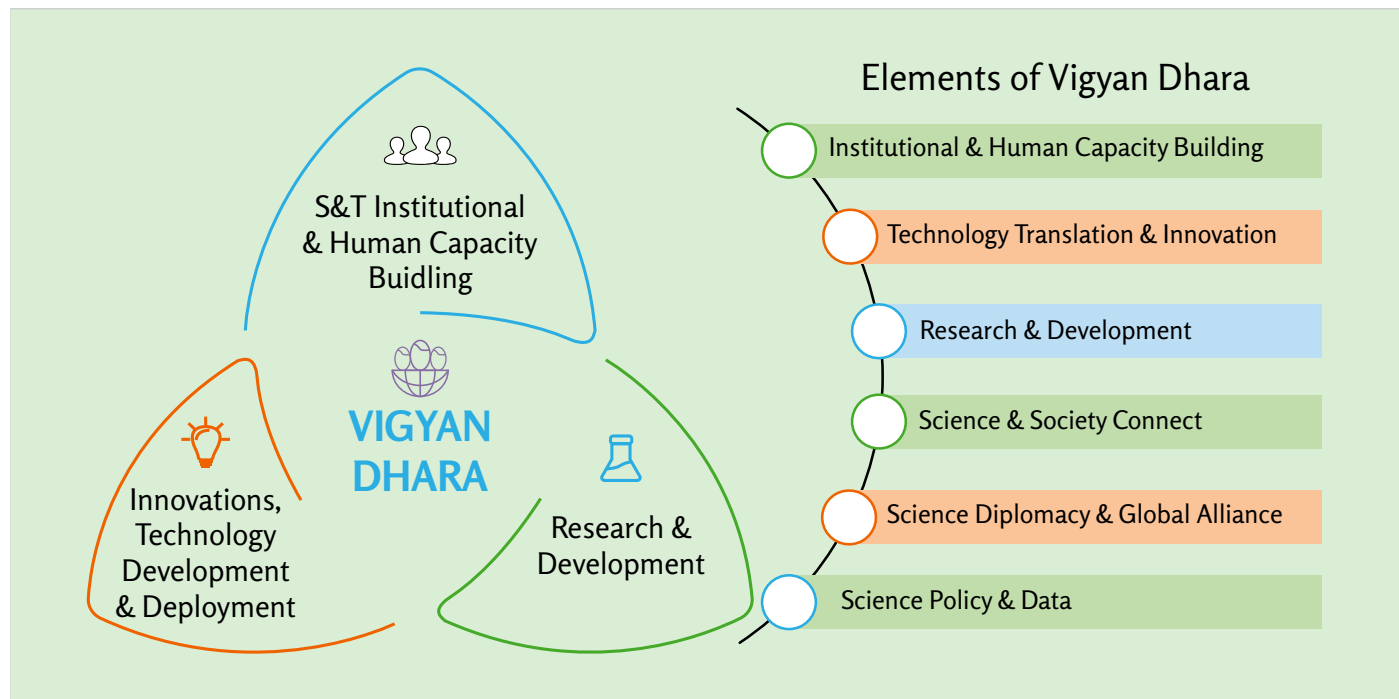 S&T Institutional
& Human Capacity
Buidling
VIGYAN
DHARA
Innovations,
Technology
Development
& Deployment
Research &
Development
Elements of Vigyan Dhara
Institutional & Human Capacity Building
Technology Translation & Innovation
Research & Development
Science & Society Connect
Science Diplomacy & Global Alliance
Science Policy & Data